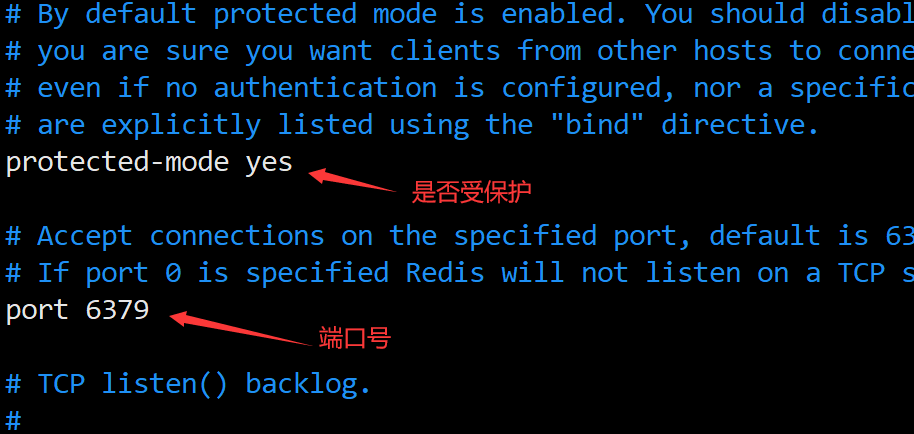 # By default protected mode is enabled. You should disabl
# you are sure you want clients from other hosts to conne
# even if no authentication is configured, nor a specific
# are explicitly listed using the "bind" directive.
protected-mode yes
是否受保护
# Accept connections on the specified port, default is 63
# If port 0 is specified Redis will not listen on a TCP s
port 6379
端口号
# TCP listen() backlog.
#